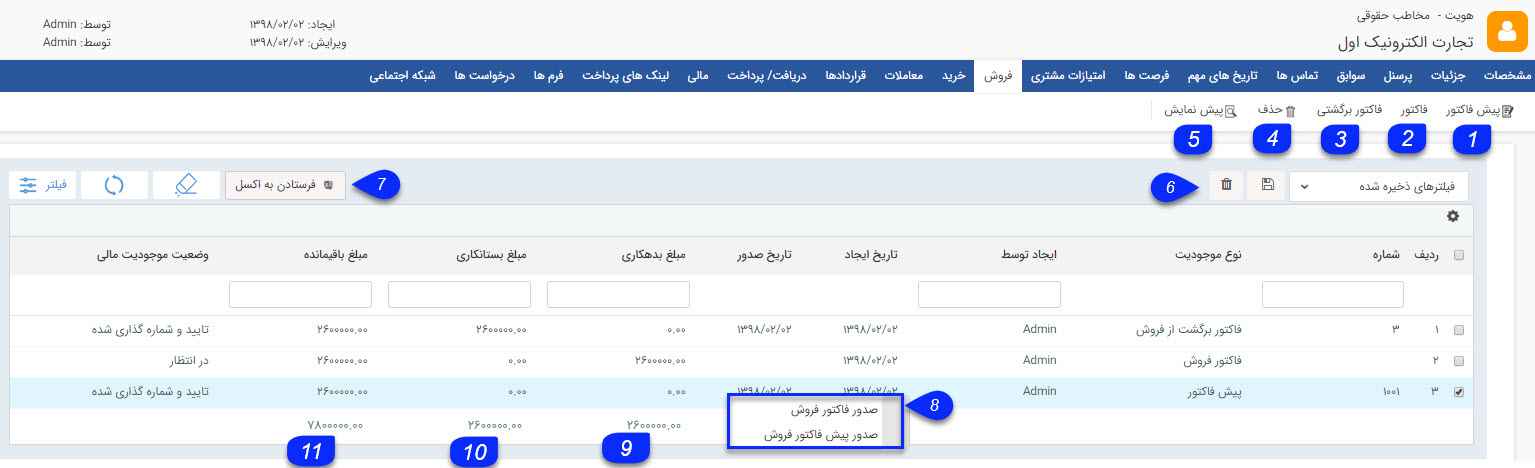 هویت - مخاطب حقوقی
تجارت الکترونیک اول
ایجاد: ۱۳۹۸/۰۲/۰۲ توسط: Admin
ویرایش: ۱۳۹۸/۰۲/۰۲ توسط: Admin
مشخصات جزئیات پرسنل سوابق تماس ها تاریخ های مهم فرصت ها امتیازات مشتری فروش خرید معاملات قراردادها دریافت/ پرداخت مالی لینک های پرداخت فرم ها درخواست ها شبکه اجتماعی
پیش فاکتور فاکتور فاکتور برگشتی حذف پیش نمایش
1 2 3 4 5
فیلترهای ذخیره شده 6 7 فرستادن به اکسل فیلتر
ردیف شماره نوع موجودیت ایجاد توسط تاریخ ایجاد تاریخ صدور مبلغ بدهکاری مبلغ بستانکاری مبلغ باقیمانده وضعیت موجودیت مالی
۱ ۳ فاکتور برگشت از فروش Admin ۱۳۹۸/۰۲/۰۲ ۱۳۹۸/۰۲/۰۲ ۰.۰۰ ۲۶۰۰۰۰۰.۰۰ ۲۶۰۰۰۰۰.۰۰ تایید و شماره گذاری شده
۲ فاکتور فروش Admin ۱۳۹۸/۰۲/۰۲ ۲۶۰۰۰۰۰.۰۰ ۰.۰۰ ۲۶۰۰۰۰۰.۰۰ در انتظار
۳ ۱۰۰۱ پیش فاکتور Admin ۱۳۹۸/۰۲/۰۲ ۱۳۹۸/۰۲/۰۲ ۰.۰۰ ۰.۰۰ ۲۶۰۰۰۰۰.۰۰ تایید و شماره گذاری شده
صدور فاکتور فروش 8
صدور پیش فاکتور فروش
۲۶۰۰۰۰۰.۰۰ ۲۶۰۰۰۰۰.۰۰ ۷۸۰۰۰۰۰.۰۰
9 10 11